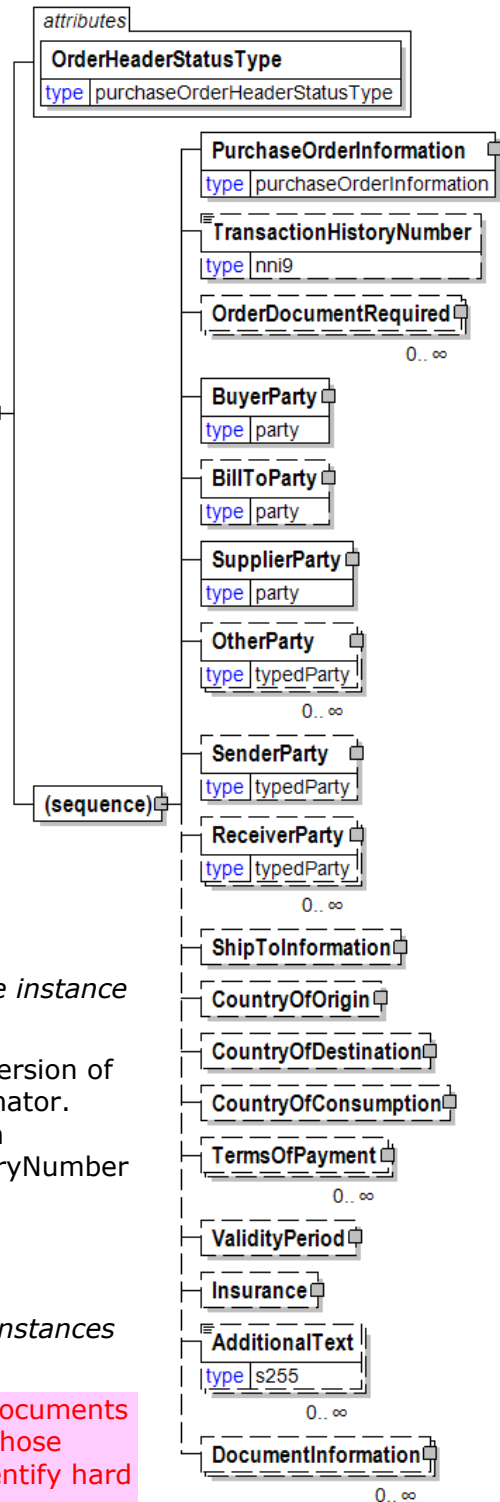 attributes
OrderHeaderStatusType
type purchaseOrderHeaderStatusType
PurchaseOrderInformation
type purchaseOrderInformation
TransactionHistoryNumber
type nni9
OrderDocumentRequired
0.. ∞
BuyerParty
type party
BillToParty
type party
SupplierParty
type party
OtherParty
type typedParty
0.. ∞
SenderParty
type typedParty
(sequence)
ReceiverParty
type typedParty
0.. ∞
ShipToInformation
CountryOfOrigin
CountryOfDestination
CountryOfConsumption
TermsOfPayment
0.. ∞
ValidityPeriod
Insurance
AdditionalText
type s255
0.. ∞
DocumentInformation
0.. ∞
instance
ersion of
nator.
ryNumber
nstances
ocuments
hose
entify hard